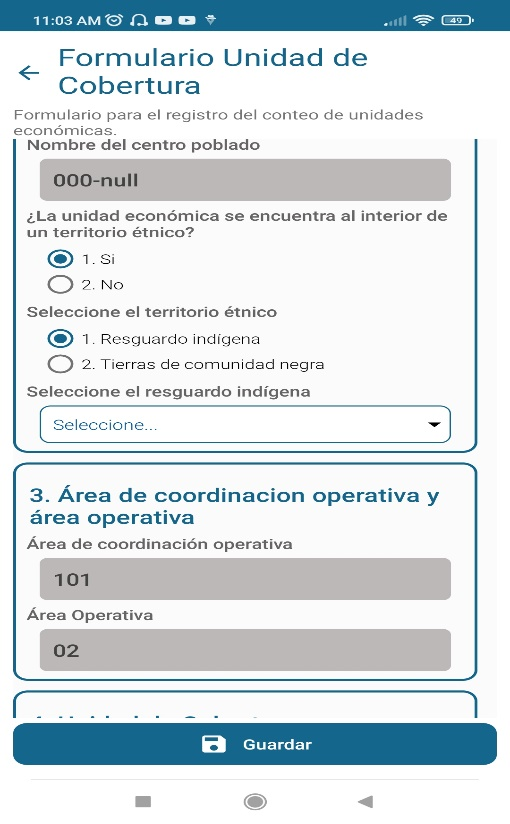 11:03 AM
49
Formulario Unidad de
Cobertura
Formulario para el registro del conteo de unidades
económicas.
Nombre del centro poblado
000-null
¿La unidad económica se encuentra al interior de
un territorio étnico?
1. Si
2. No
Seleccione el territorio étnico
1. Resguardo indígena
2. Tierras de comunidad negra
Seleccione el resguardo indígena
Seleccione...
3. Área de coordinacion operativa y
área operativa
Área de coordinación operativa
101
Área Operativa
02
Guardar